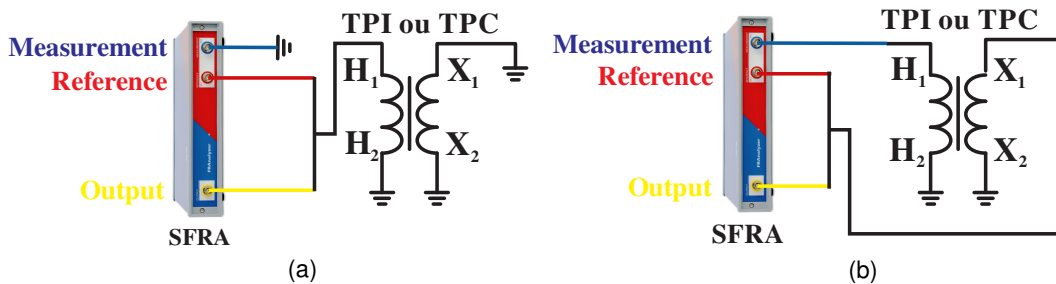 TPI ou TPC
Measurement
Reference
H1
X1
H2
X2
Output
SFRA
(a)
TPI ou TPC
Measurement
Reference
H1
X1
H2
X2
Output
SFRA
(b)